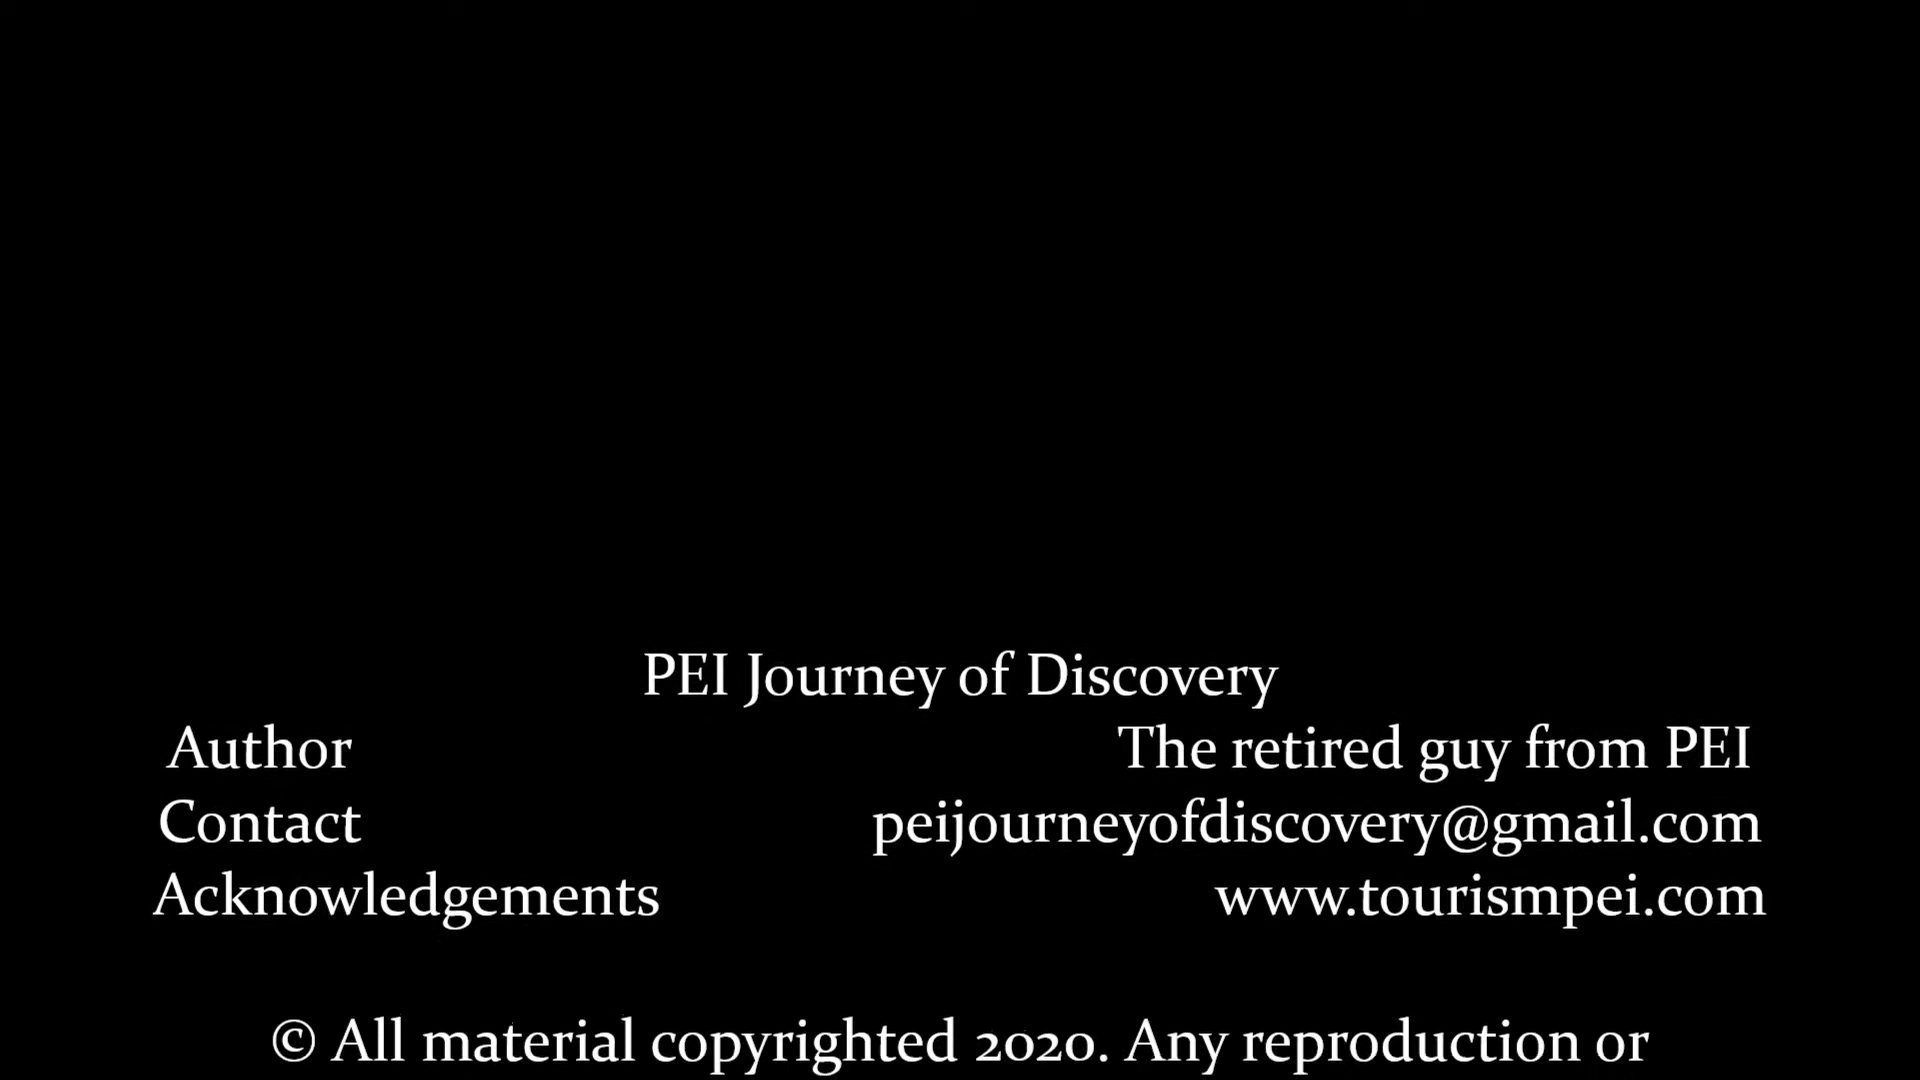 PEI Journey of Discovery
Author The retired guy from PEI
Contact peijourneyofdiscovery@gmail.com
Acknowledgements www.tourismpei.com
© All material copyrighted 2020. Any reproduction or